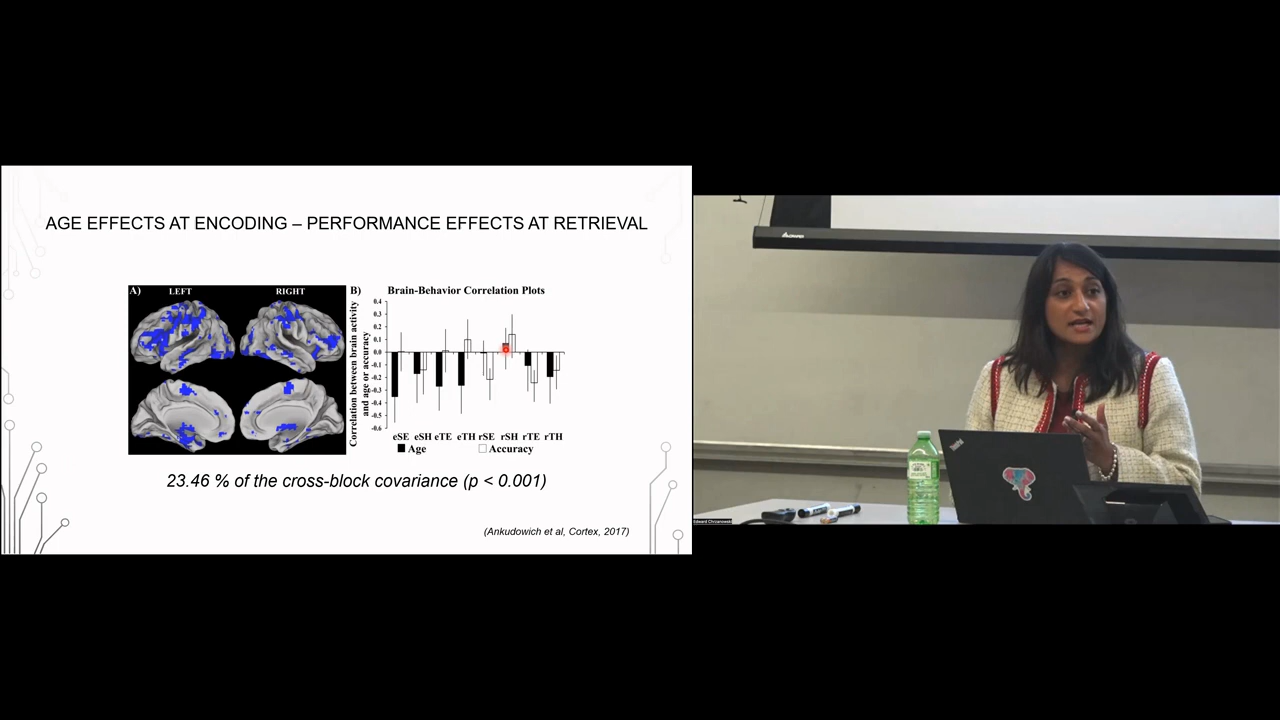 AGE EFFECTS AT ENCODING – PERFORMANCE EFFECTS AT RETRIEVAL
A)
LEFT
RIGHT
B)
Brain-Behavior Correlation Plots
Correlation between brain activity
and age or accuracy
0.4
0.3
0.2
0.1
0.0
-0.1
-0.2
-0.3
-0.4
-0.5
-0.6
eSE eSH eTE eTH rSE rSH rTE rTH
Age
Accuracy
23.46 % of the cross-block covariance (p < 0.001)
(Ankudowich et al, Cortex, 2017)
Edward Chrzanowski